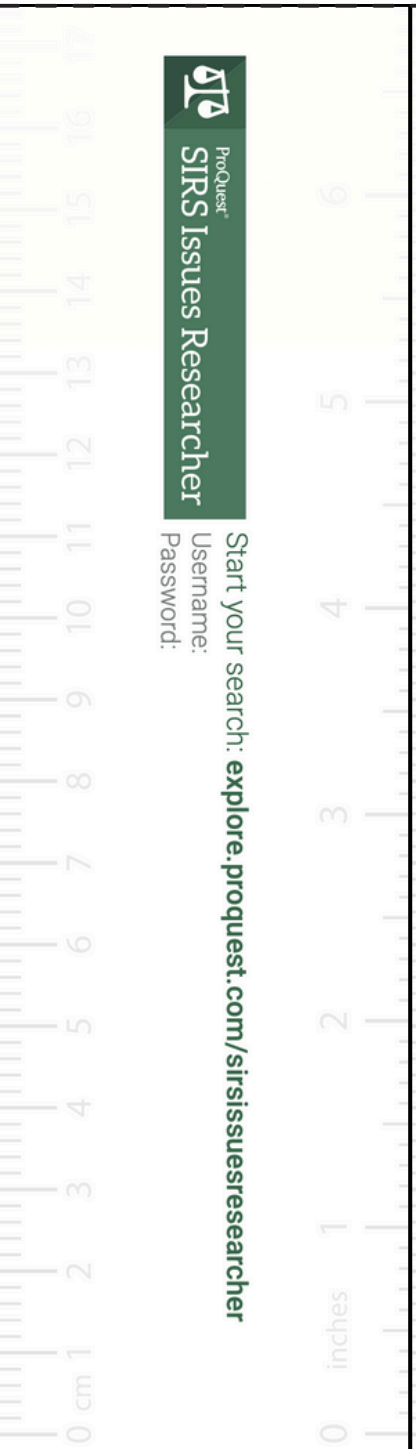 ProQuest®
SIRS Issues Researcher
Start your search: explore.proquest.com/sirsissuesresearcher
Username:
Password:
0 inches 1 2 3 4 5 6
0 cm 1 2 3 4 5 6 7 8 9 10 11 12 13 14 15 16 17